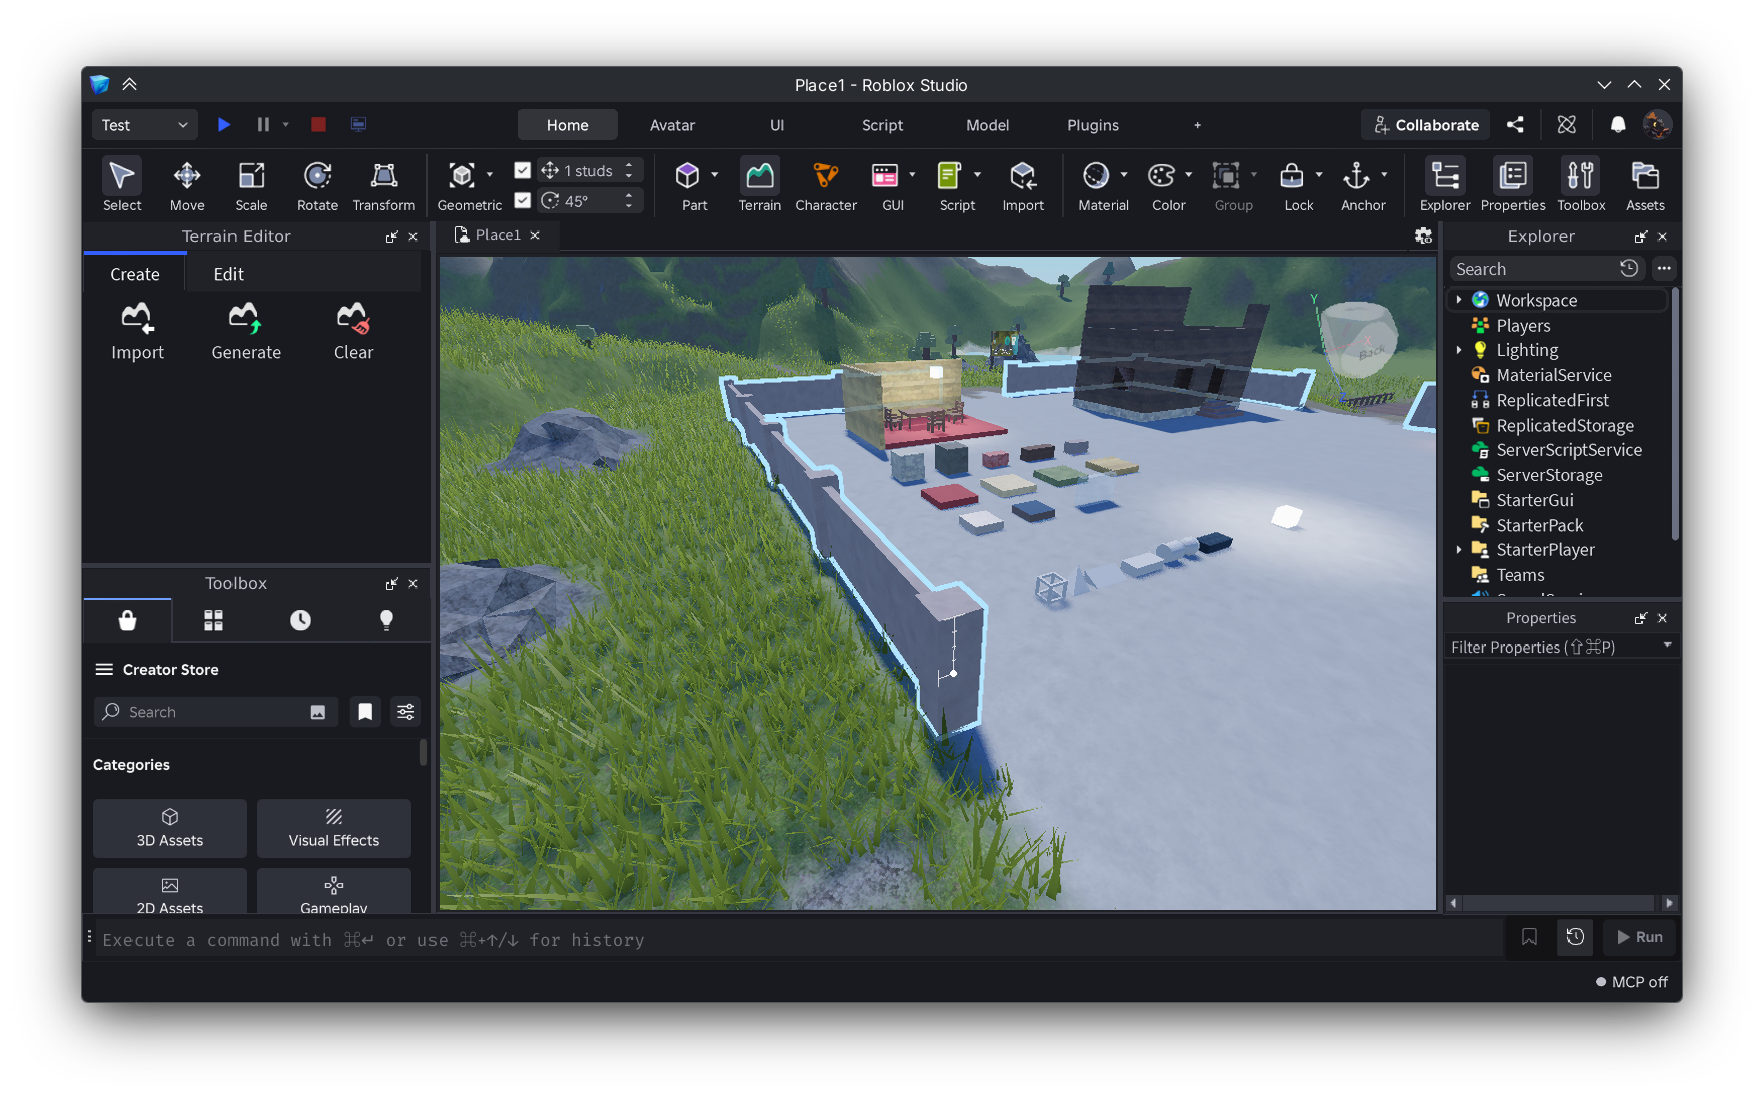 Place1 - Roblox Studio
Test
Home
Avatar
UI
Script
Model
Plugins
+
Collaborate
Select
Move
Scale
Rotate
Transform
Geometric
1 studs
45°
Part
Terrain
Character
GUI
Script
Import
Material
Color
Group
Lock
Anchor
Explorer
Properties
Toolbox
Assets
Terrain Editor
Create
Edit
Import
Generate
Clear
Toolbox
Creator Store
Search
Categories
3D Assets
Visual Effects
2D Assets
Gameplay
Place1
Y
X
Back
Explorer
Search
Workspace
Players
Lighting
MaterialService
ReplicatedFirst
ReplicatedStorage
ServerScriptService
ServerStorage
StarterGui
StarterPack
StarterPlayer
Teams
Properties
Filter Properties (⇧⌘P)
Execute a command with ⌘↵ or use ⌘+↑/↓ for history
Run
MCP off